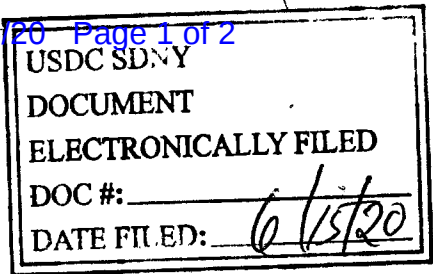 /20 Page 1 of 2
USDC SDNY
DOCUMENT
ELECTRONICALLY FILED
DOC #:
DATE FILED: 6/15/20